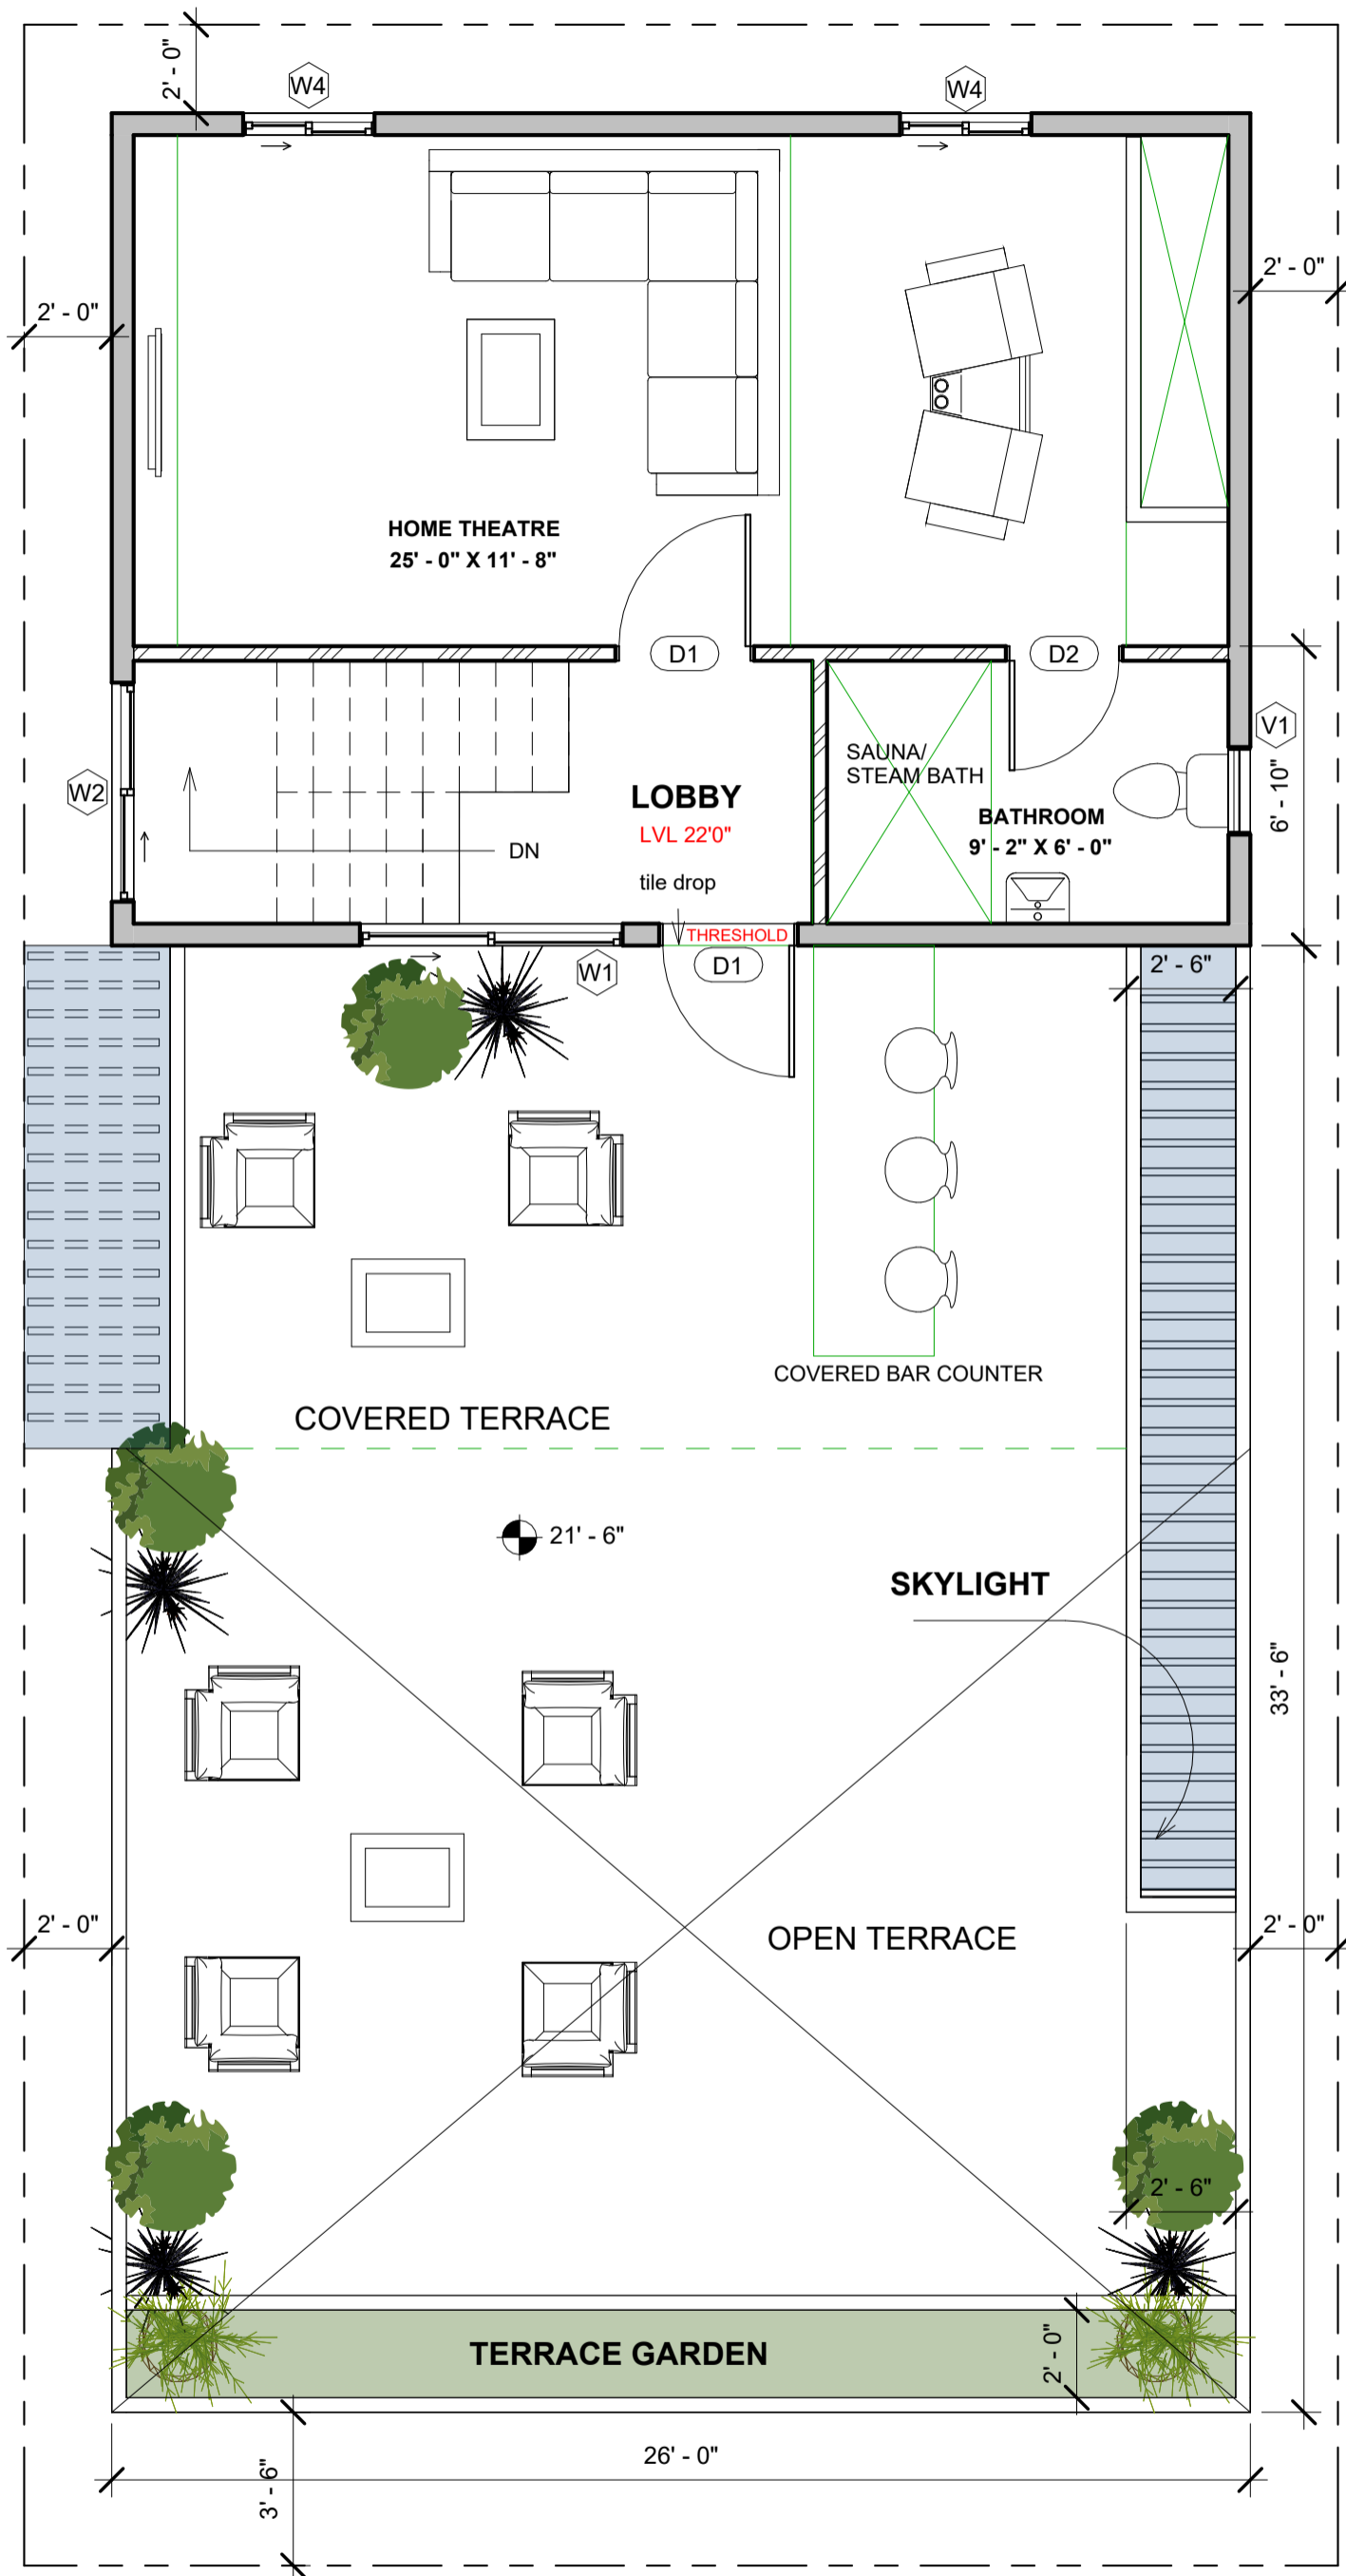 2' - 0"
W4
W4
2' - 0"
2' - 0"
HOME THEATRE
25' - 0" X 11' - 8"
D1
D2
V1
SAUNA/
STEAM BATH
W2
LOBBY
6' - 10"
BATHROOM
LVL 22'0"
9' - 2" X 6' - 0"
DN
tile drop
THRESHOLD
D1
W1
2' - 6"
COVERED BAR COUNTER
COVERED TERRACE
21' - 6"
SKYLIGHT
33' - 6"
2' - 0"
OPEN TERRACE
2' - 0"
2' - 6"
TERRACE GARDEN
2' - 0"
26' - 0"
3' - 6"